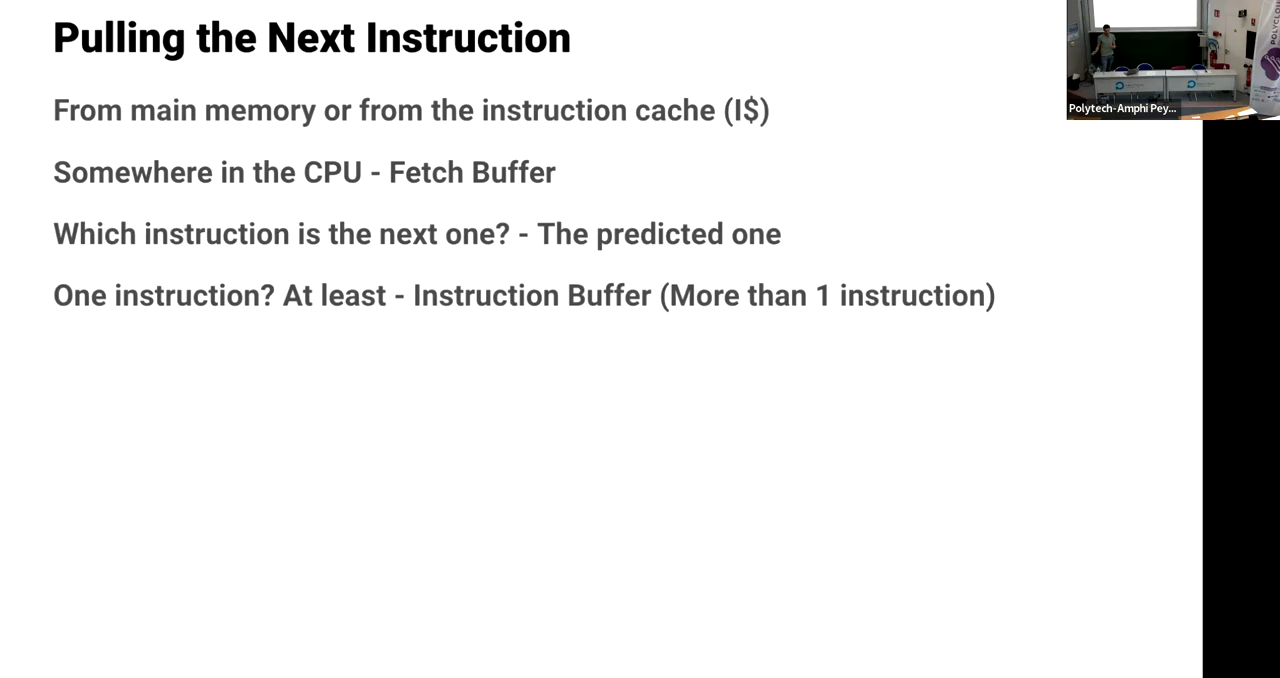 Pulling the Next Instruction
From main memory or from the instruction cache (I$)
Somewhere in the CPU - Fetch Buffer
Which instruction is the next one? - The predicted one
One instruction? At least - Instruction Buffer (More than 1 instruction)
Polytech-Amphi Pey...
POLYCLOUD